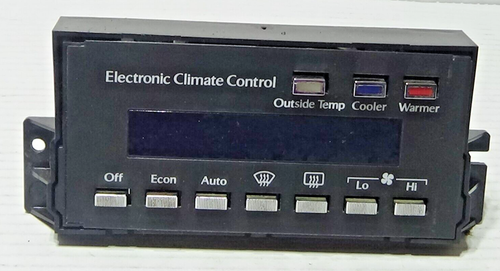 Electronic Climate Control
Outside Temp Cooler Warmer
Off Econ Auto Lo Hi